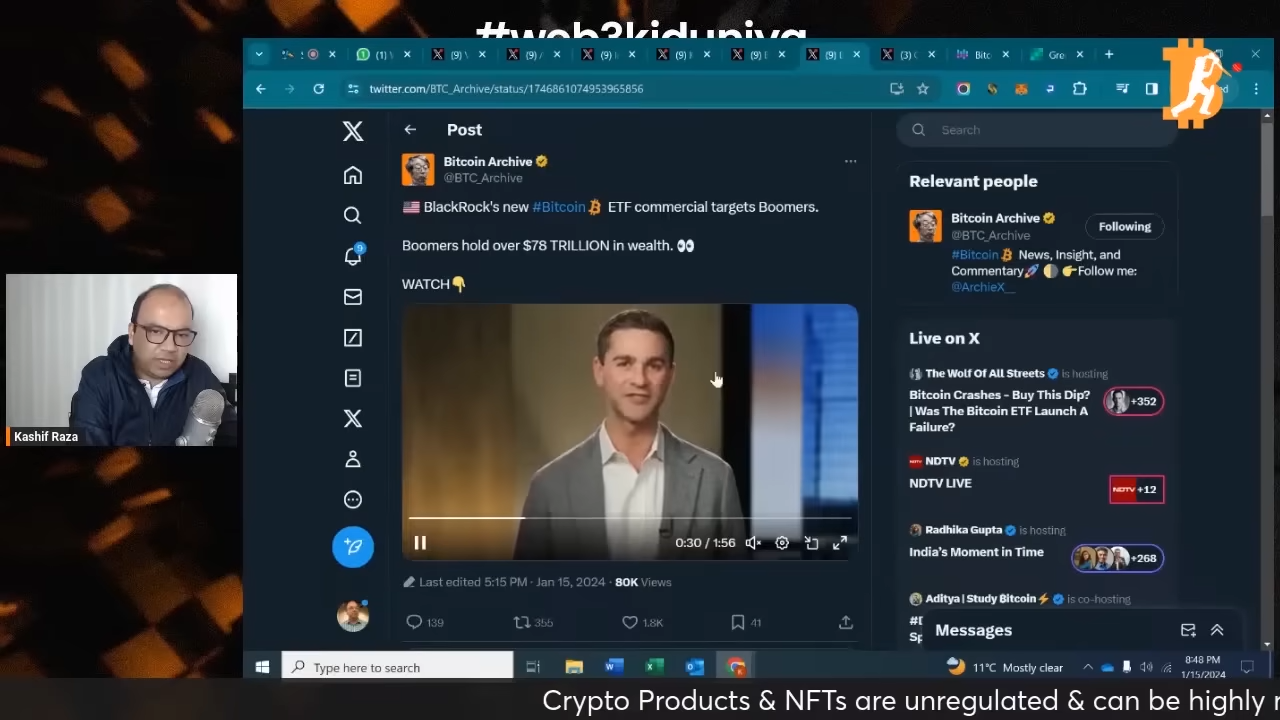 #web3kiduniya
twitter.com/BTC_Archive/status/1746861074953965856
Post
Bitcoin Archive
@BTC_Archive
BlackRock's new #Bitcoin ETF commercial targets Boomers.
Boomers hold over $78 TRILLION in wealth. 👀
WATCH👇
0:30 / 1:56
Last edited 5:15 PM · Jan 15, 2024 · 80K Views
139
355
1.8K
41
Search
Relevant people
Bitcoin Archive
@BTC_Archive
Following
#Bitcoin News, Insight, and
Commentary🚀 🌗 👉Follow me:
@ArchieX__
Live on X
The Wolf Of All Streets is hosting
Bitcoin Crashes - Buy This Dip?
| Was The Bitcoin ETF Launch A
Failure?
+352
NDTV is hosting
NDTV LIVE
NDTV +12
Radhika Gupta is hosting
India's Moment in Time
+268
Aditya | Study Bitcoin⚡ is co-hosting
Messages
Kashif Raza
Type here to search
11°C Mostly clear
8:48 PM
1/15/2024
Crypto Products & NFTs are unregulated & can be highly